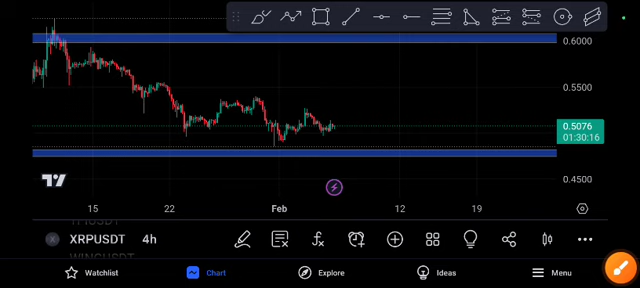 0.6000
0.5500
0.5076
01:30:16
0.4500
15 22 Feb 12 19
XRPUSDT 4h
Watchlist Chart Explore Ideas Menu